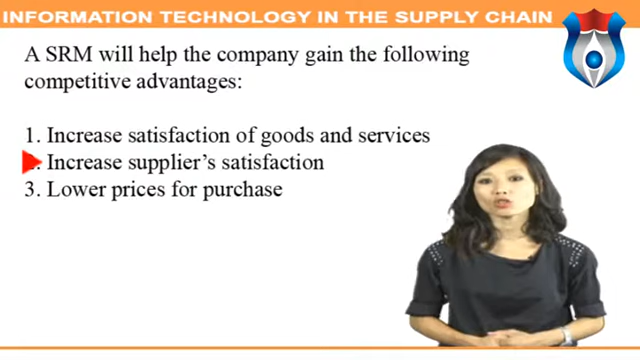 INFORMATION TECHNOLOGY IN THE SUPPLY CHAIN
A SRM will help the company gain the following
competitive advantages:
1. Increase satisfaction of goods and services
Increase supplier's satisfaction
3. Lower prices for purchase